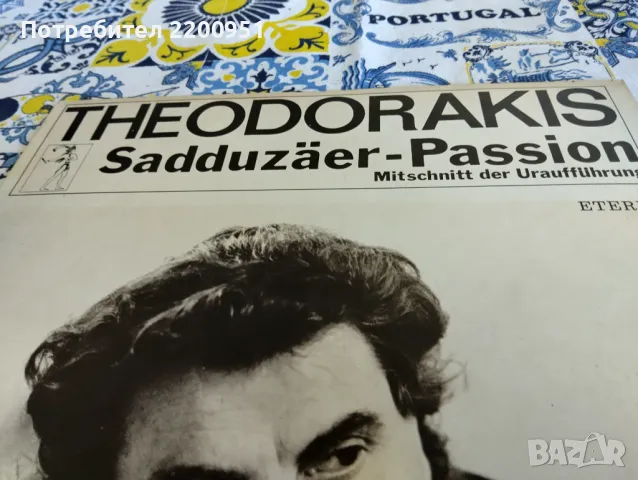 Потребител 2200951
PORTUGAL
THEODORAKIS
Sadduzäer-Passion
Mitschnitt der Uraufführung
ETER
bazar